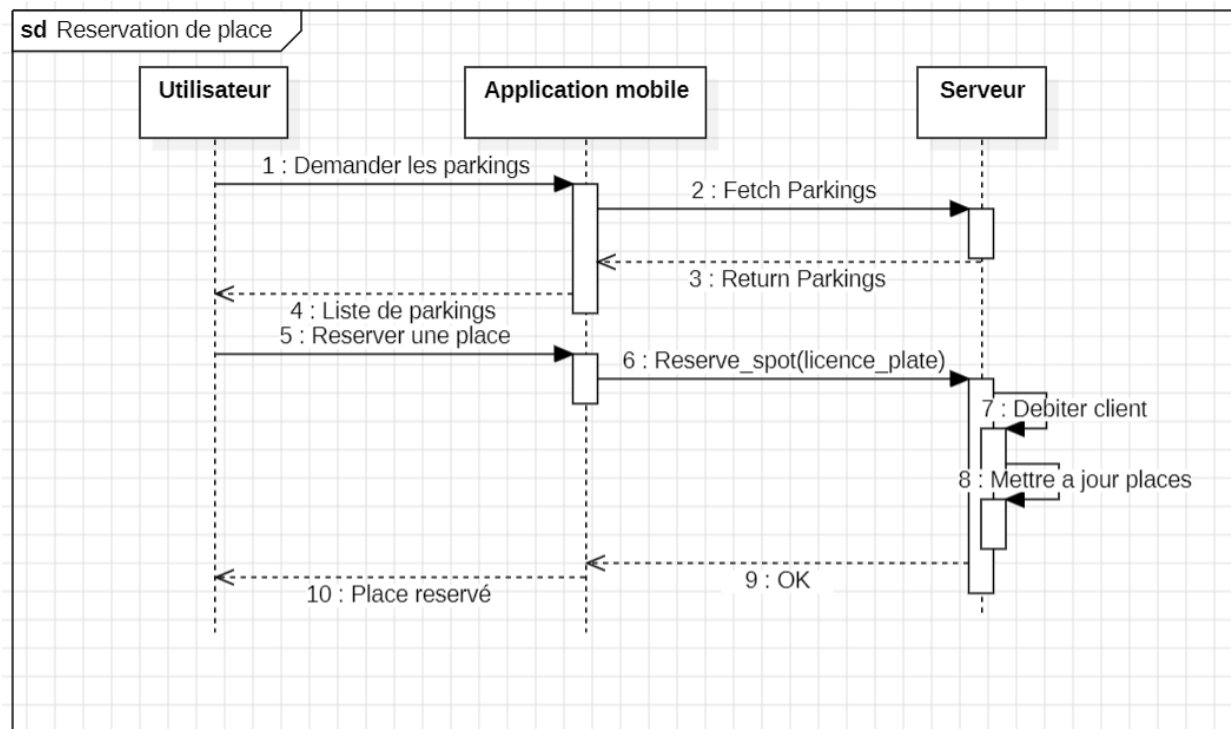 sd Reservation de place
Utilisateur
Application mobile
Serveur
1 : Demander les parkings
2 : Fetch Parkings
3 : Return Parkings
4 : Liste de parkings
5 : Reserver une place
6 : Reserve_spot(licence_plate)
7 : Debiter client
8 : Mettre a jour places
9 : OK
10 : Place reservé